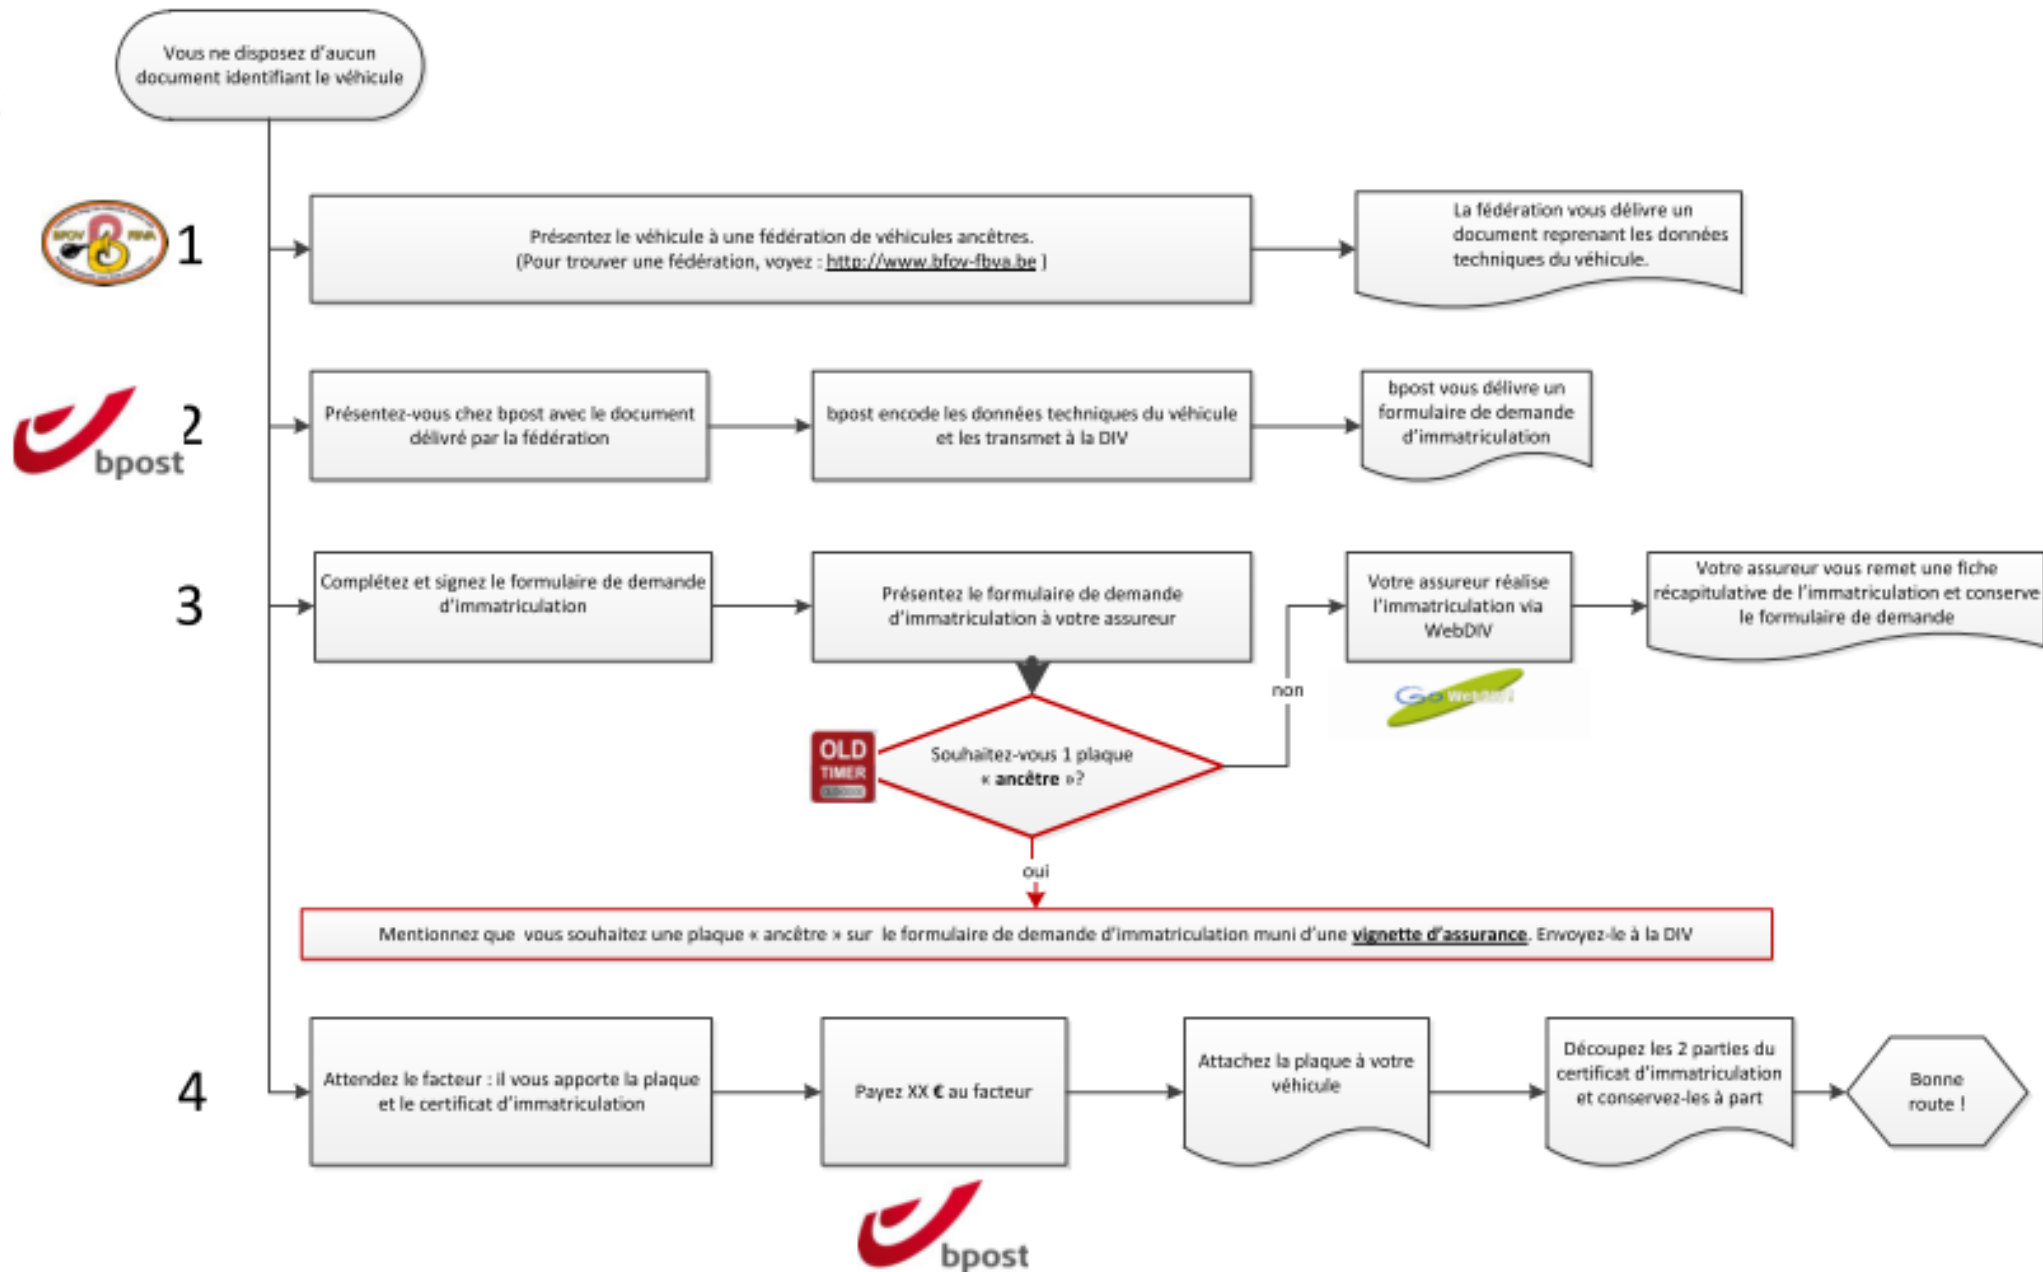 Vous ne disposez d'aucun
document identifiant le véhicule
1
Présentez le véhicule à une fédération de véhicules ancêtres.
(Pour trouver une fédération, voyez : http://www.bfov-fbva.be )
La fédération vous délivre un
document reprenant les données
techniques du véhicule.
bpost
2
Présentez-vous chez bpost avec le document
délivré par la fédération
bpost encode les données techniques du véhicule
et les transmet à la DIV
bpost vous délivre un
formulaire de demande
d'immatriculation
3
Complétez et signez le formulaire de demande
d'immatriculation
Présentez le formulaire de demande
d'immatriculation à votre assureur
non
Votre assureur réalise
l'immatriculation via
WebDIV
Go WebDIV
Votre assureur vous remet une fiche
récapitulative de l'immatriculation et conserve
le formulaire de demande
OLD
TIMER
Souhaitez-vous 1 plaque
« ancêtre »?
oui
Mentionnez que vous souhaitez une plaque « ancêtre » sur le formulaire de demande d'immatriculation muni d'une vignette d'assurance. Envoyez-le à la DIV
4
Attendez le facteur : il vous apporte la plaque
et le certificat d'immatriculation
Payez XX € au facteur
Attachez la plaque à votre
véhicule
Découpez les 2 parties du
certificat d'immatriculation
et conservez-les à part
Bonne
route !
bpost